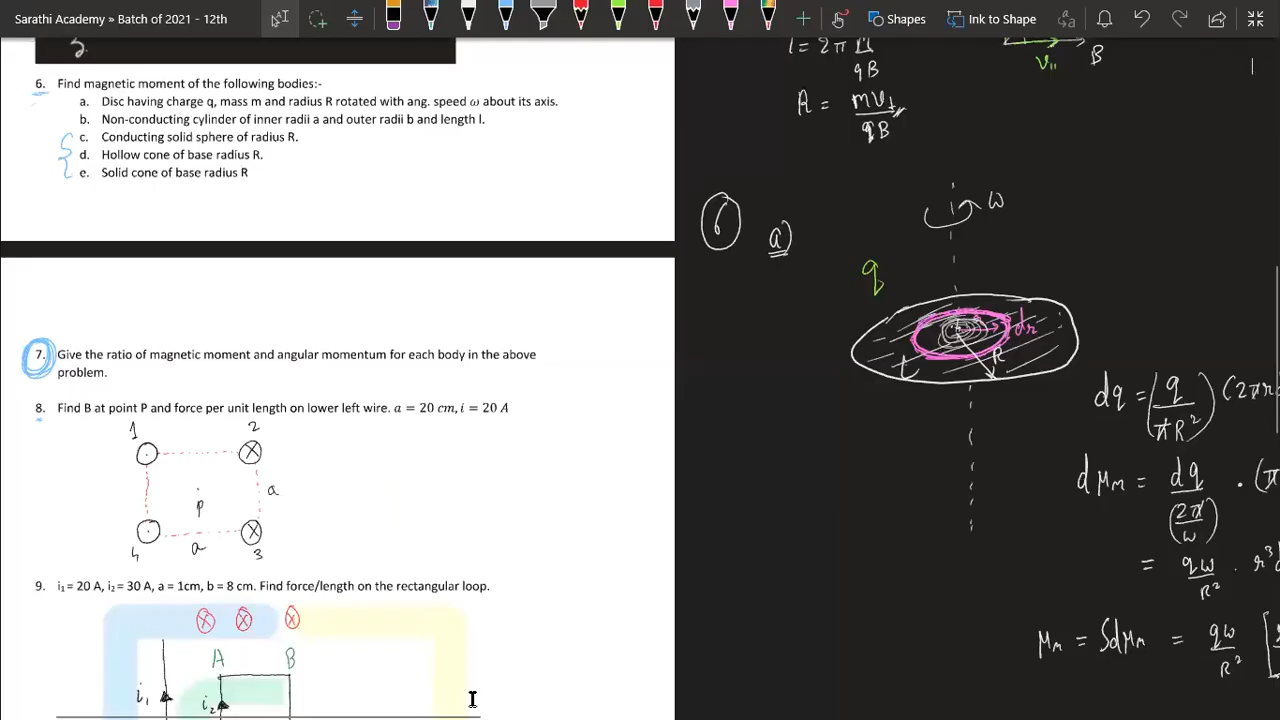 Sarathi Academy » Batch of 2021 - 12th
Shapes
Ink to Shape
6. Find magnetic moment of the following bodies:-
a. Disc having charge q, mass m and radius R rotated with ang. speed ω about its axis.
b. Non-conducting cylinder of inner radii a and outer radii b and length l.
c. Conducting solid sphere of radius R.
d. Hollow cone of base radius R.
e. Solid cone of base radius R
7. Give the ratio of magnetic moment and angular momentum for each body in the above
problem.
8. Find B at point P and force per unit length on lower left wire. a = 20 cm, i = 20 A
1 2
a
P
4 a 3
9. i₁ = 20 A, i₂ = 30 A, a = 1cm, b = 8 cm. Find force/length on the rectangular loop.
A B
i₁ i₂
qB
V₁₁ B
R = mV⊥
qB
6 a) ω
q
dr
R
t
dq = (q / πR²) (2πr
dμₘ = dq / (2π/ω) . (π
= qω / R² . r³
μₘ = ∫dμₘ = qω / R² [